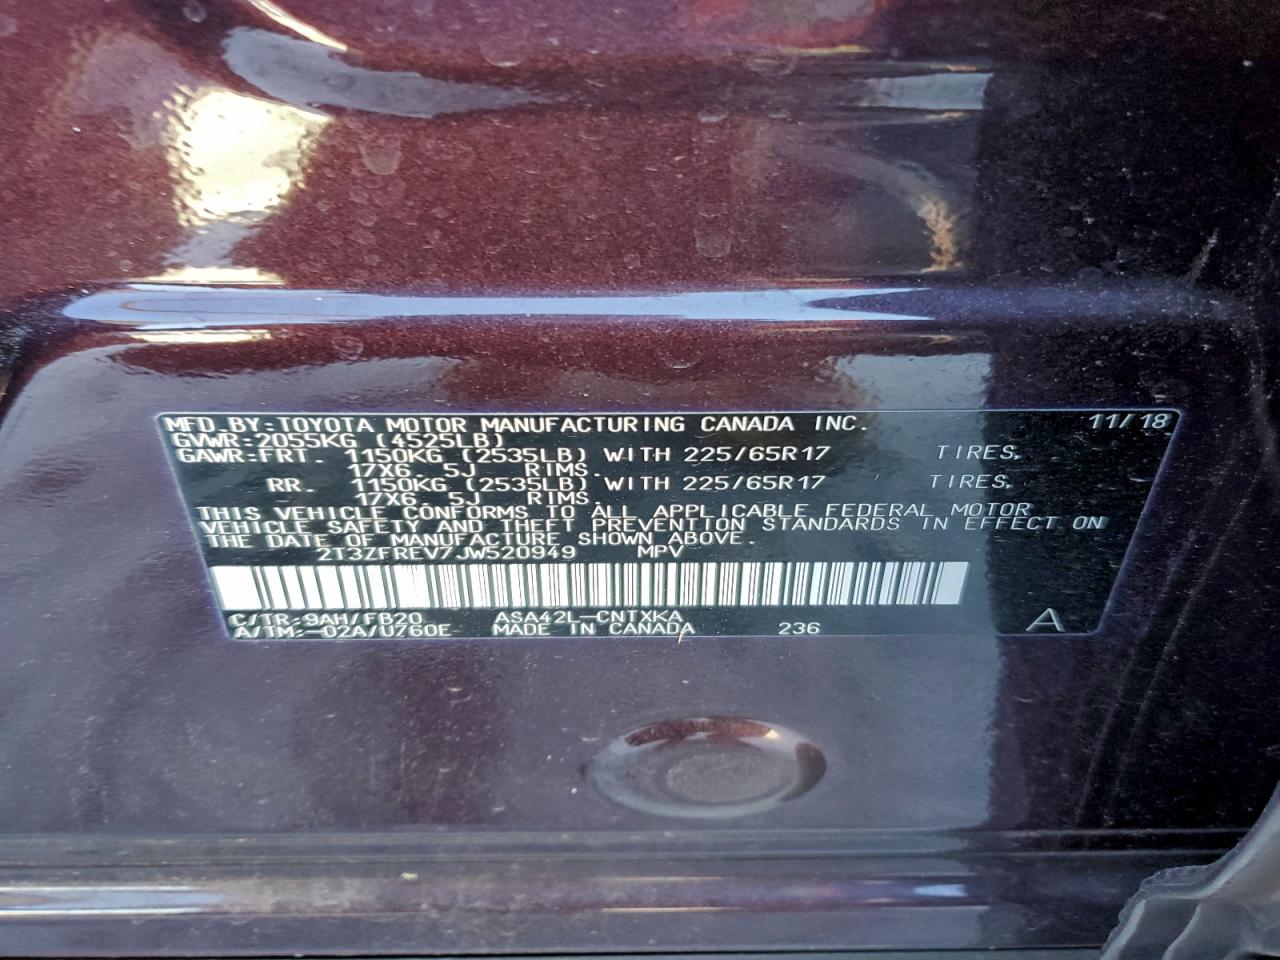 MFD.BY:TOYOTA MOTOR MANUFACTURING CANADA INC. 11/18
GVWR:2055KG (4525LB)
GAWR:FRT. 1150KG (2535LB) WITH 225/65R17 TIRES,
17X6.5J RIMS.
RR. 1150KG (2535LB) WITH 225/65R17 TIRES,
17X6.5J RIMS.
THIS VEHICLE CONFORMS TO ALL APPLICABLE FEDERAL MOTOR
VEHICLE SAFETY AND THEFT PREVENTION STANDARDS IN EFFECT ON
THE DATE OF MANUFACTURE SHOWN ABOVE.
2T3ZFREV7JW520949 MPV
C/TR:9AH/FB20 ASA42L-CNTXKA
A/TM:-02A/U760E MADE IN CANADA 236 A